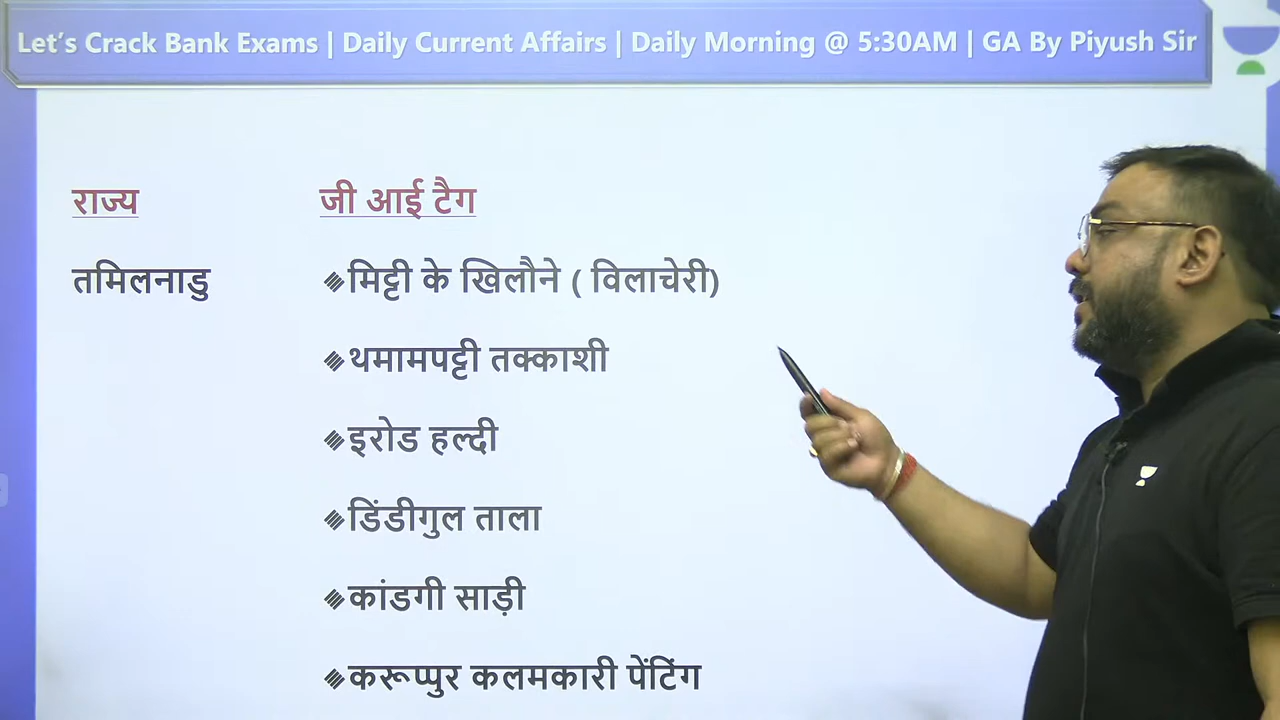 Let's Crack Bank Exams | Daily Current Affairs | Daily Morning @ 5:30AM | GA By Piyush Sir
राज्य जी आई टैग
तमिलनाडु मिट्टी के खिलौने ( विलाचेरी)
थमामपट्टी तक्काशी
इरोड हल्दी
डिंडीगुल ताला
कांडगी साड़ी
करूप्पुर कलमकारी पेंटिंग